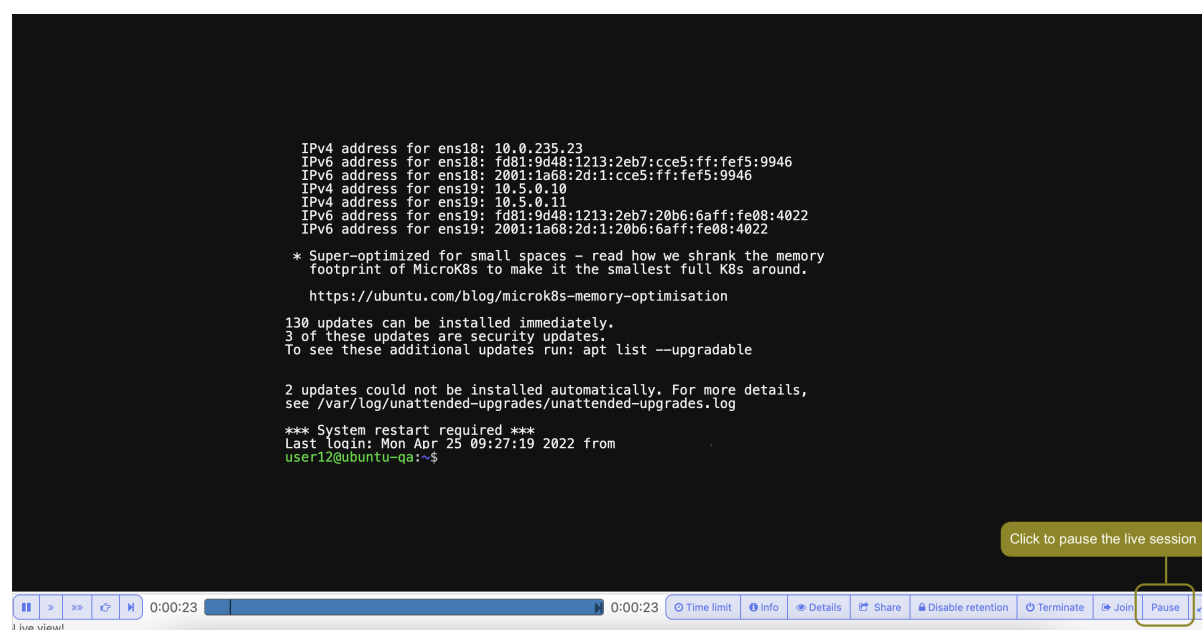 IPv4 address for ens18: 10.0.235.23
IPv6 address for ens18: fd81:9d48:1213:2eb7:cce5:ff:fef5:9946
IPv6 address for ens18: 2001:1a68:2d:1:cce5:ff:fef5:9946
IPv4 address for ens19: 10.5.0.10
IPv4 address for ens19: 10.5.0.11
IPv6 address for ens19: fd81:9d48:1213:2eb7:20b6:6aff:fe08:4022
IPv6 address for ens19: 2001:1a68:2d:1:20b6:6aff:fe08:4022
* Super-optimized for small spaces - read how we shrank the memory
footprint of MicroK8s to make it the smallest full K8s around.
https://ubuntu.com/blog/microk8s-memory-optimisation
130 updates can be installed immediately.
3 of these updates are security updates.
To see these additional updates run: apt list --upgradable
2 updates could not be installed automatically. For more details,
see /var/log/unattended-upgrades/unattended-upgrades.log
*** System restart required ***
Last login: Mon Apr 25 09:27:19 2022 from
user12@ubuntu-qa:~$
Click to pause the live session
0:00:23 0:00:23 Time limit Info Details Share Disable retention Terminate Join Pause
Live view!